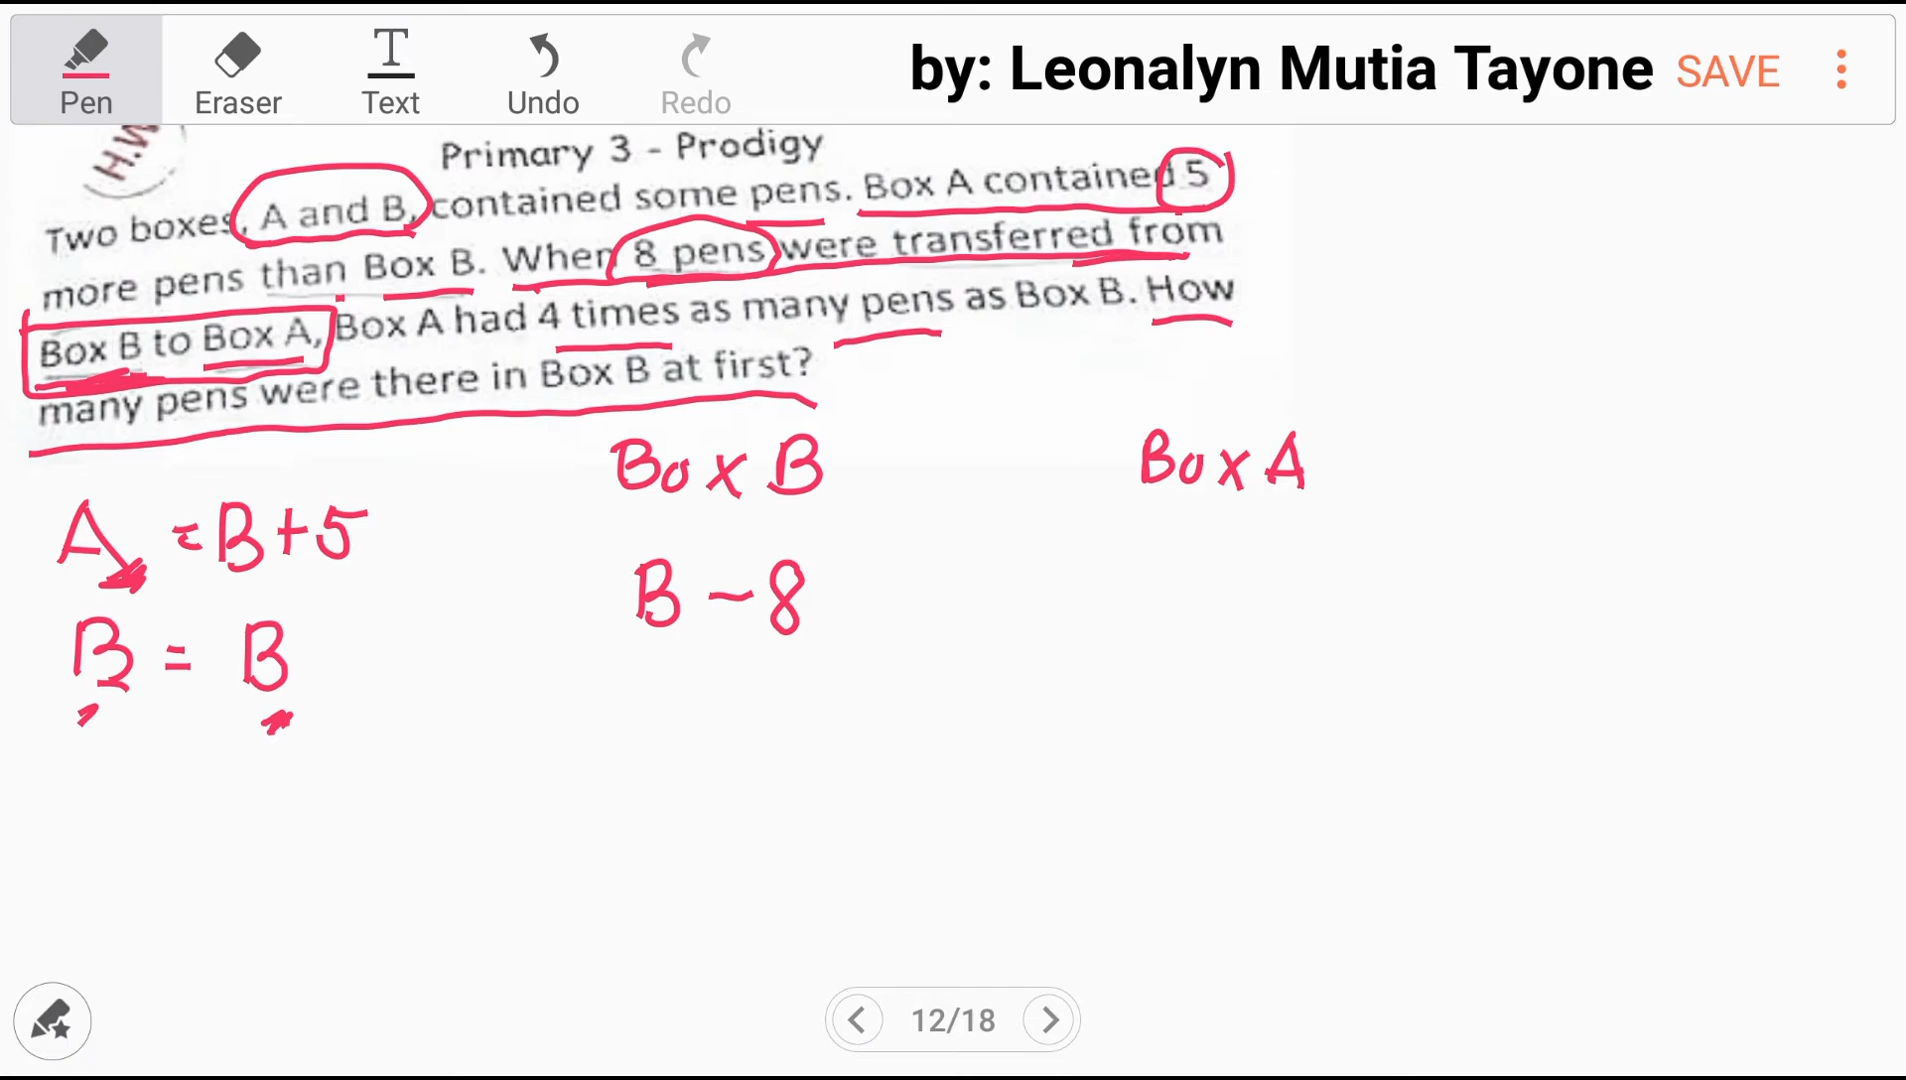 Pen Eraser Text Undo Redo by: Leonalyn Mutia Tayone SAVE
H.W
Primary 3 - Prodigy
Two boxes, A and B, contained some pens. Box A contained 5
more pens than Box B. When 8 pens were transferred from
Box B to Box A, Box A had 4 times as many pens as Box B. How
many pens were there in Box B at first?
Box B Box A
A = B+5
B - 8
B = B
12/18